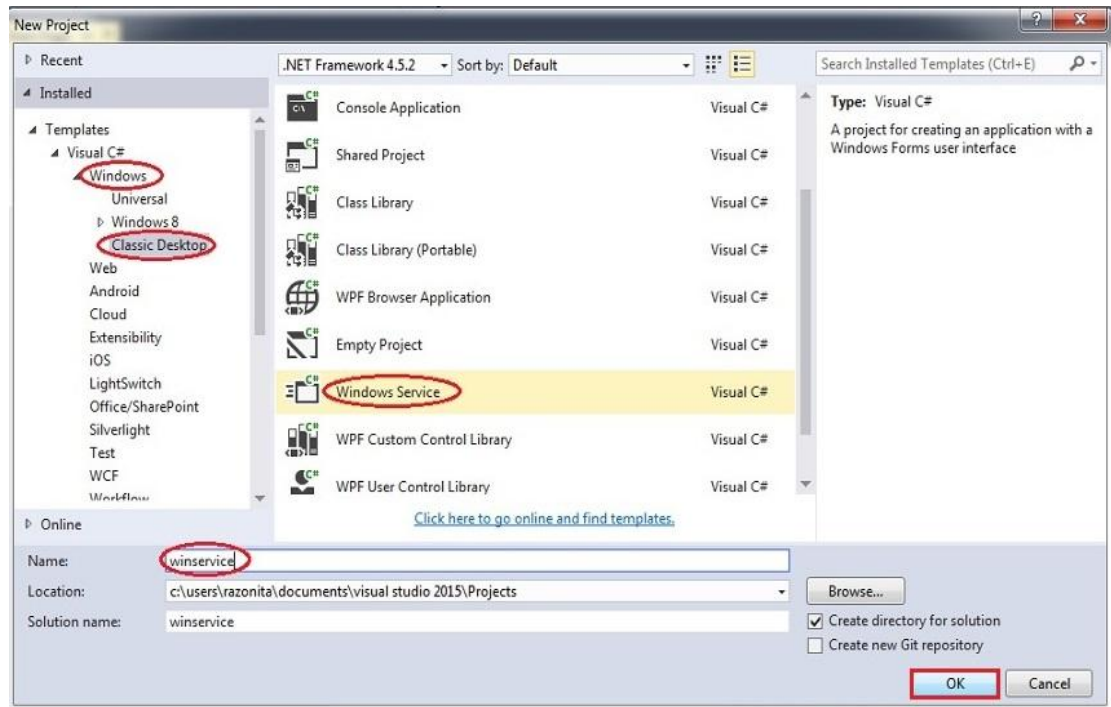 New Project
Recent
Installed
Templates
Visual C#
Windows
Universal
Windows 8
Classic Desktop
Web
Android
Cloud
Extensibility
iOS
LightSwitch
Office/SharePoint
Silverlight
Test
WCF
Workflow
Online
.NET Framework 4.5.2 Sort by: Default
Console Application Visual C#
Shared Project Visual C#
Class Library Visual C#
Class Library (Portable) Visual C#
WPF Browser Application Visual C#
Empty Project Visual C#
Windows Service Visual C#
WPF Custom Control Library Visual C#
WPF User Control Library Visual C#
Click here to go online and find templates.
Search Installed Templates (Ctrl+E)
Type: Visual C#
A project for creating an application with a
Windows Forms user interface
Name: winservice
Location: c:\users\razonita\documents\visual studio 2015\Projects
Solution name: winservice
Browse...
Create directory for solution
Create new Git repository
OK Cancel